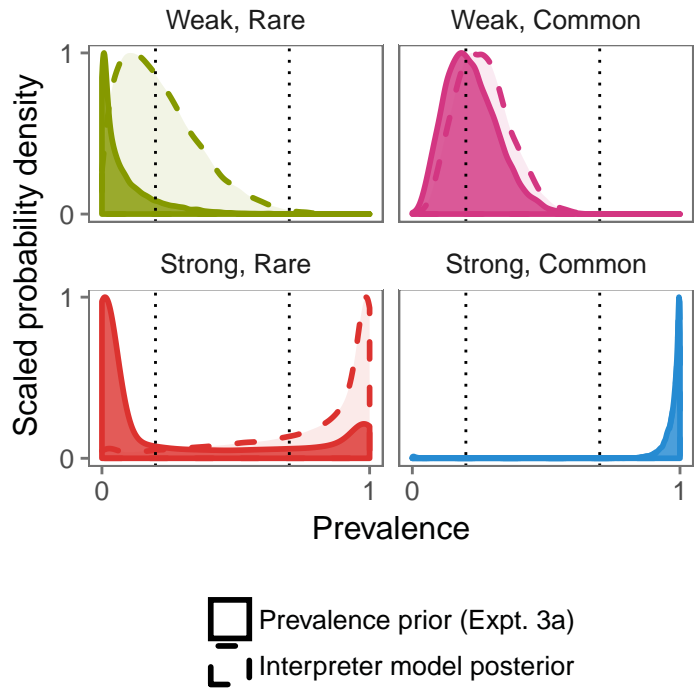 Weak, Rare
Weak, Common
1
0
Strong, Rare
Strong, Common
1
0
0
1
0
1
Scaled probability density
Prevalence
Prevalence prior (Expt. 3a)
Interpreter model posterior